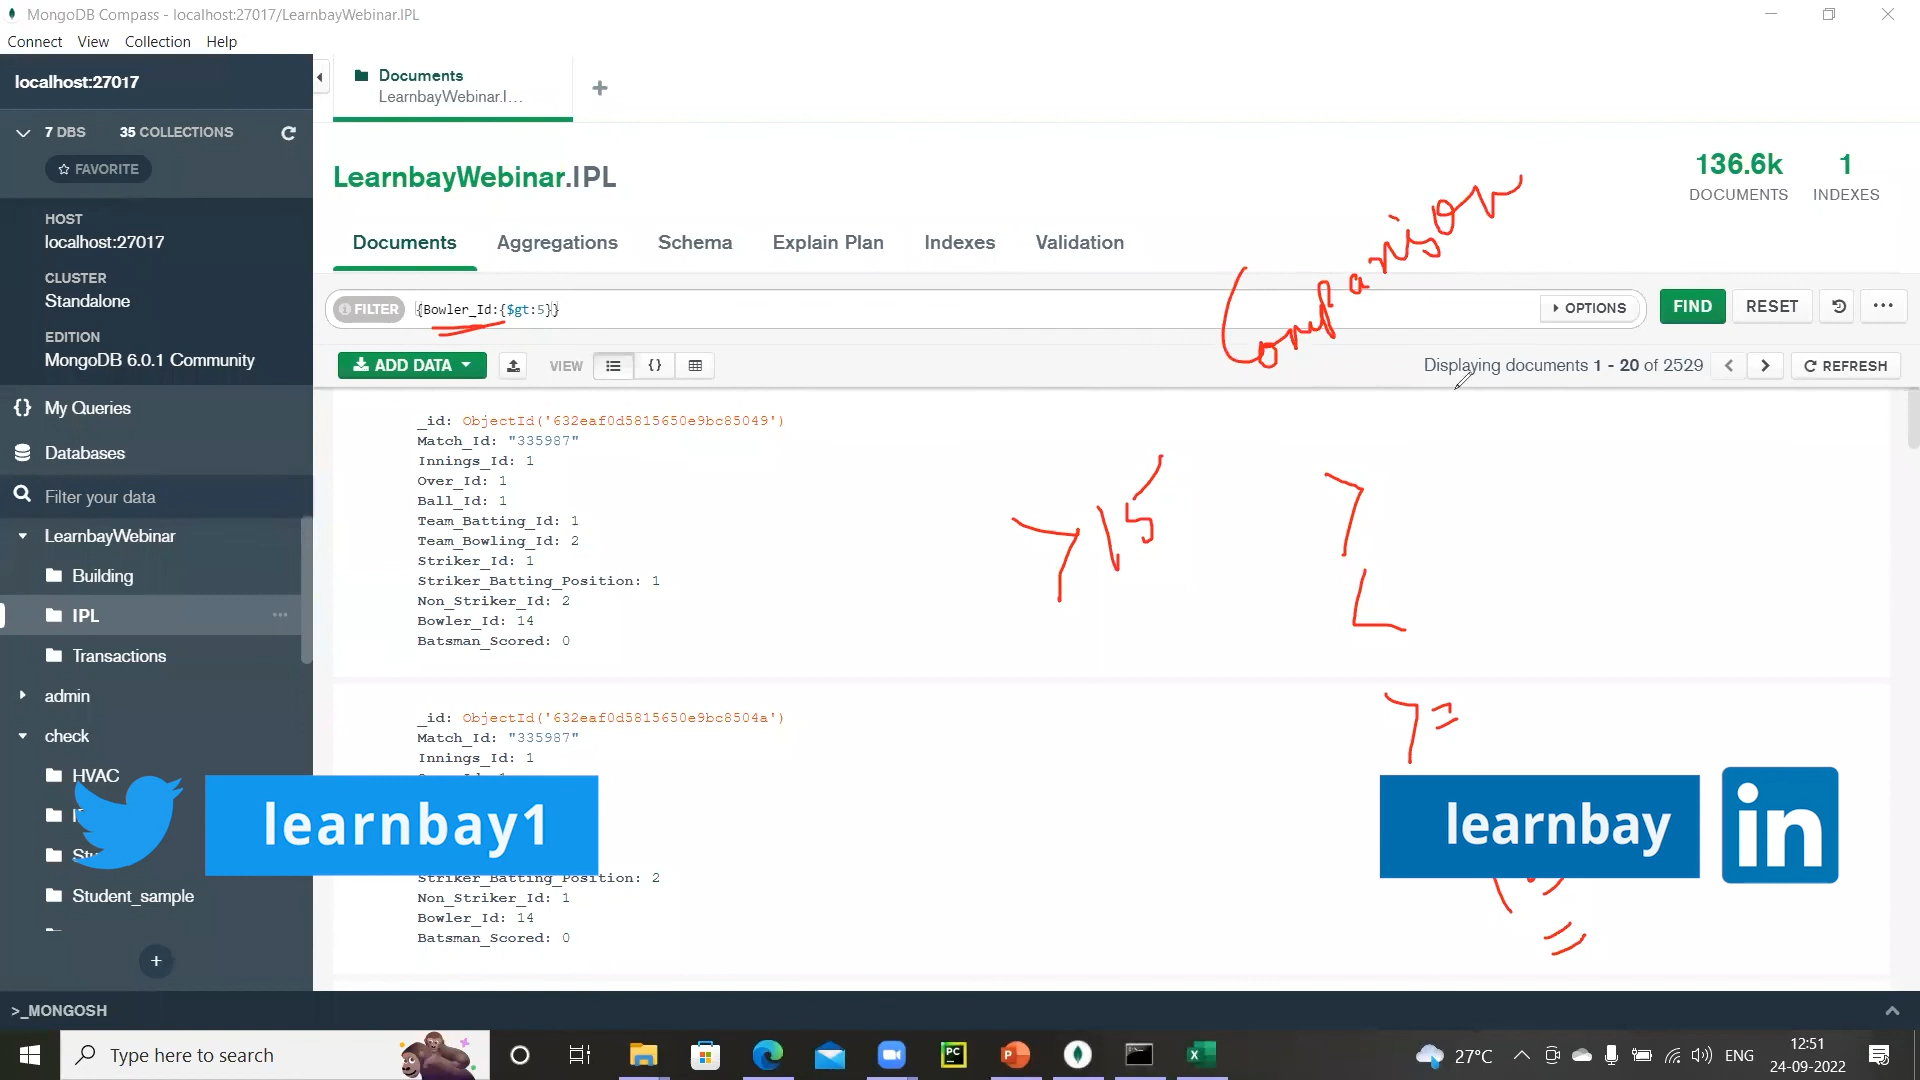 MongoDB Compass - localhost:27017/LearnbayWebinar.IPL
Connect View Collection Help
localhost:27017
7 DBS 35 COLLECTIONS
FAVORITE
HOST
localhost:27017
CLUSTER
Standalone
EDITION
MongoDB 6.0.1 Community
{} My Queries
Databases
Filter your data
LearnbayWebinar
Building
IPL
Transactions
admin
check
HVAC
Student_sample
Documents
LearnbayWebinar.I...
LearnbayWebinar.IPL
136.6k
DOCUMENTS
1
INDEXES
Documents Aggregations Schema Explain Plan Indexes Validation
Comparison
FILTER {Bowler_Id:{$gt:5}} OPTIONS FIND RESET
ADD DATA VIEW {} Displaying documents 1 - 20 of 2529 REFRESH
_id: ObjectId('632eaf0d5815650e9bc85049')
Match_Id: "335987"
Innings_Id: 1
Over_Id: 1
Ball_Id: 1
Team_Batting_Id: 1
Team_Bowling_Id: 2
Striker_Id: 1
Striker_Batting_Position: 1
Non_Striker_Id: 2
Bowler_Id: 14
Batsman_Scored: 0
>15
>
<
_id: ObjectId('632eaf0d5815650e9bc8504a')
Match_Id: "335987"
Innings_Id: 1
>=
Striker_Batting_Position: 2
Non_Striker_Id: 1
Bowler_Id: 14
Batsman_Scored: 0
=
learnbay1
learnbay in
>_MONGOSH
Type here to search
27°C ENG
12:51
24-09-2022